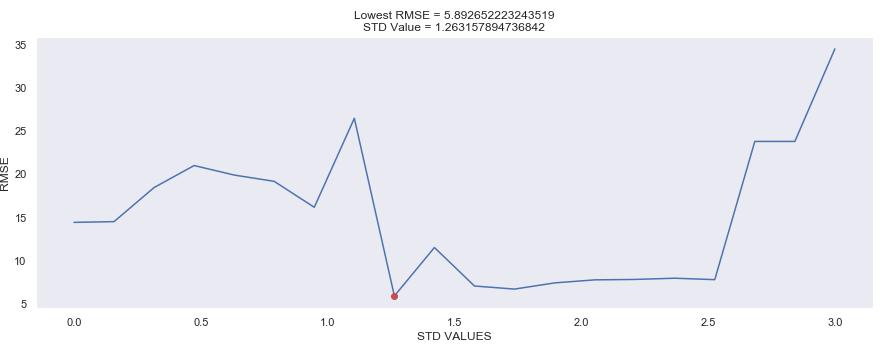 Lowest RMSE = 5.892652223243519
STD Value = 1.263157894736842
35
30
25
20
15
10
5
RMSE
0.0 0.5 1.0 1.5 2.0 2.5 3.0
STD VALUES